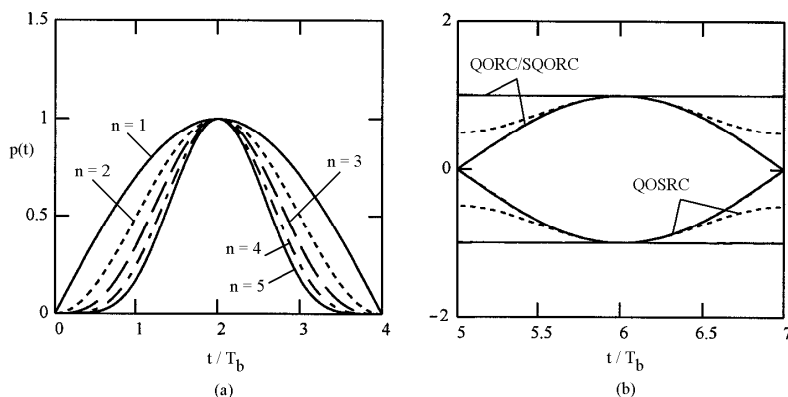 1.5
1
p(t)
0.5
0
n = 1
n = 2
n = 3
n = 4
n = 5
0 1 2 3 4
t / T_b
(a)
2
QORC/SQORC
0
QOSRC
−2
5 5.5 6 6.5 7
t / T_b
(b)